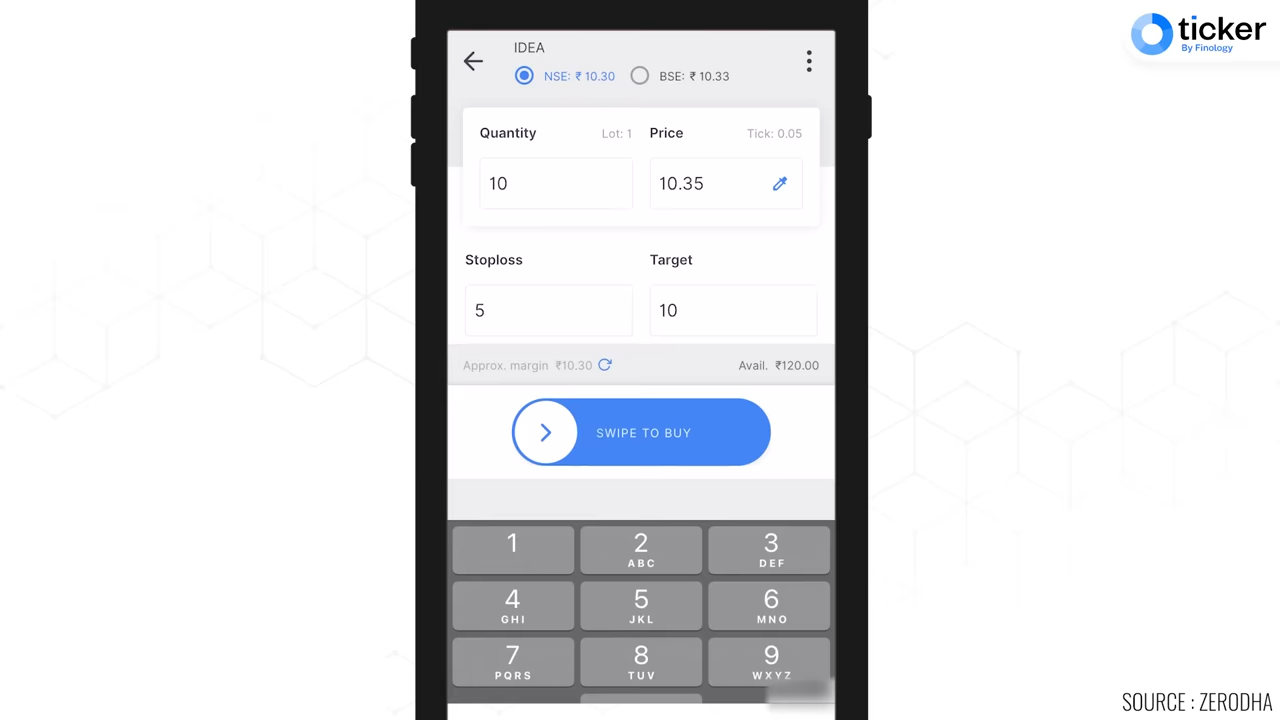 ticker
By Finology
IDEA
NSE: ₹ 10.30 BSE: ₹ 10.33
Quantity Lot: 1 Price Tick: 0.05
10 10.35
Stoploss Target
5 10
Approx. margin ₹10.30 Avail. ₹120.00
SWIPE TO BUY
1 2 3
ABC DEF
4 5 6
GHI JKL MNO
7 8 9
PQRS TUV WXYZ
SOURCE : ZERODHA